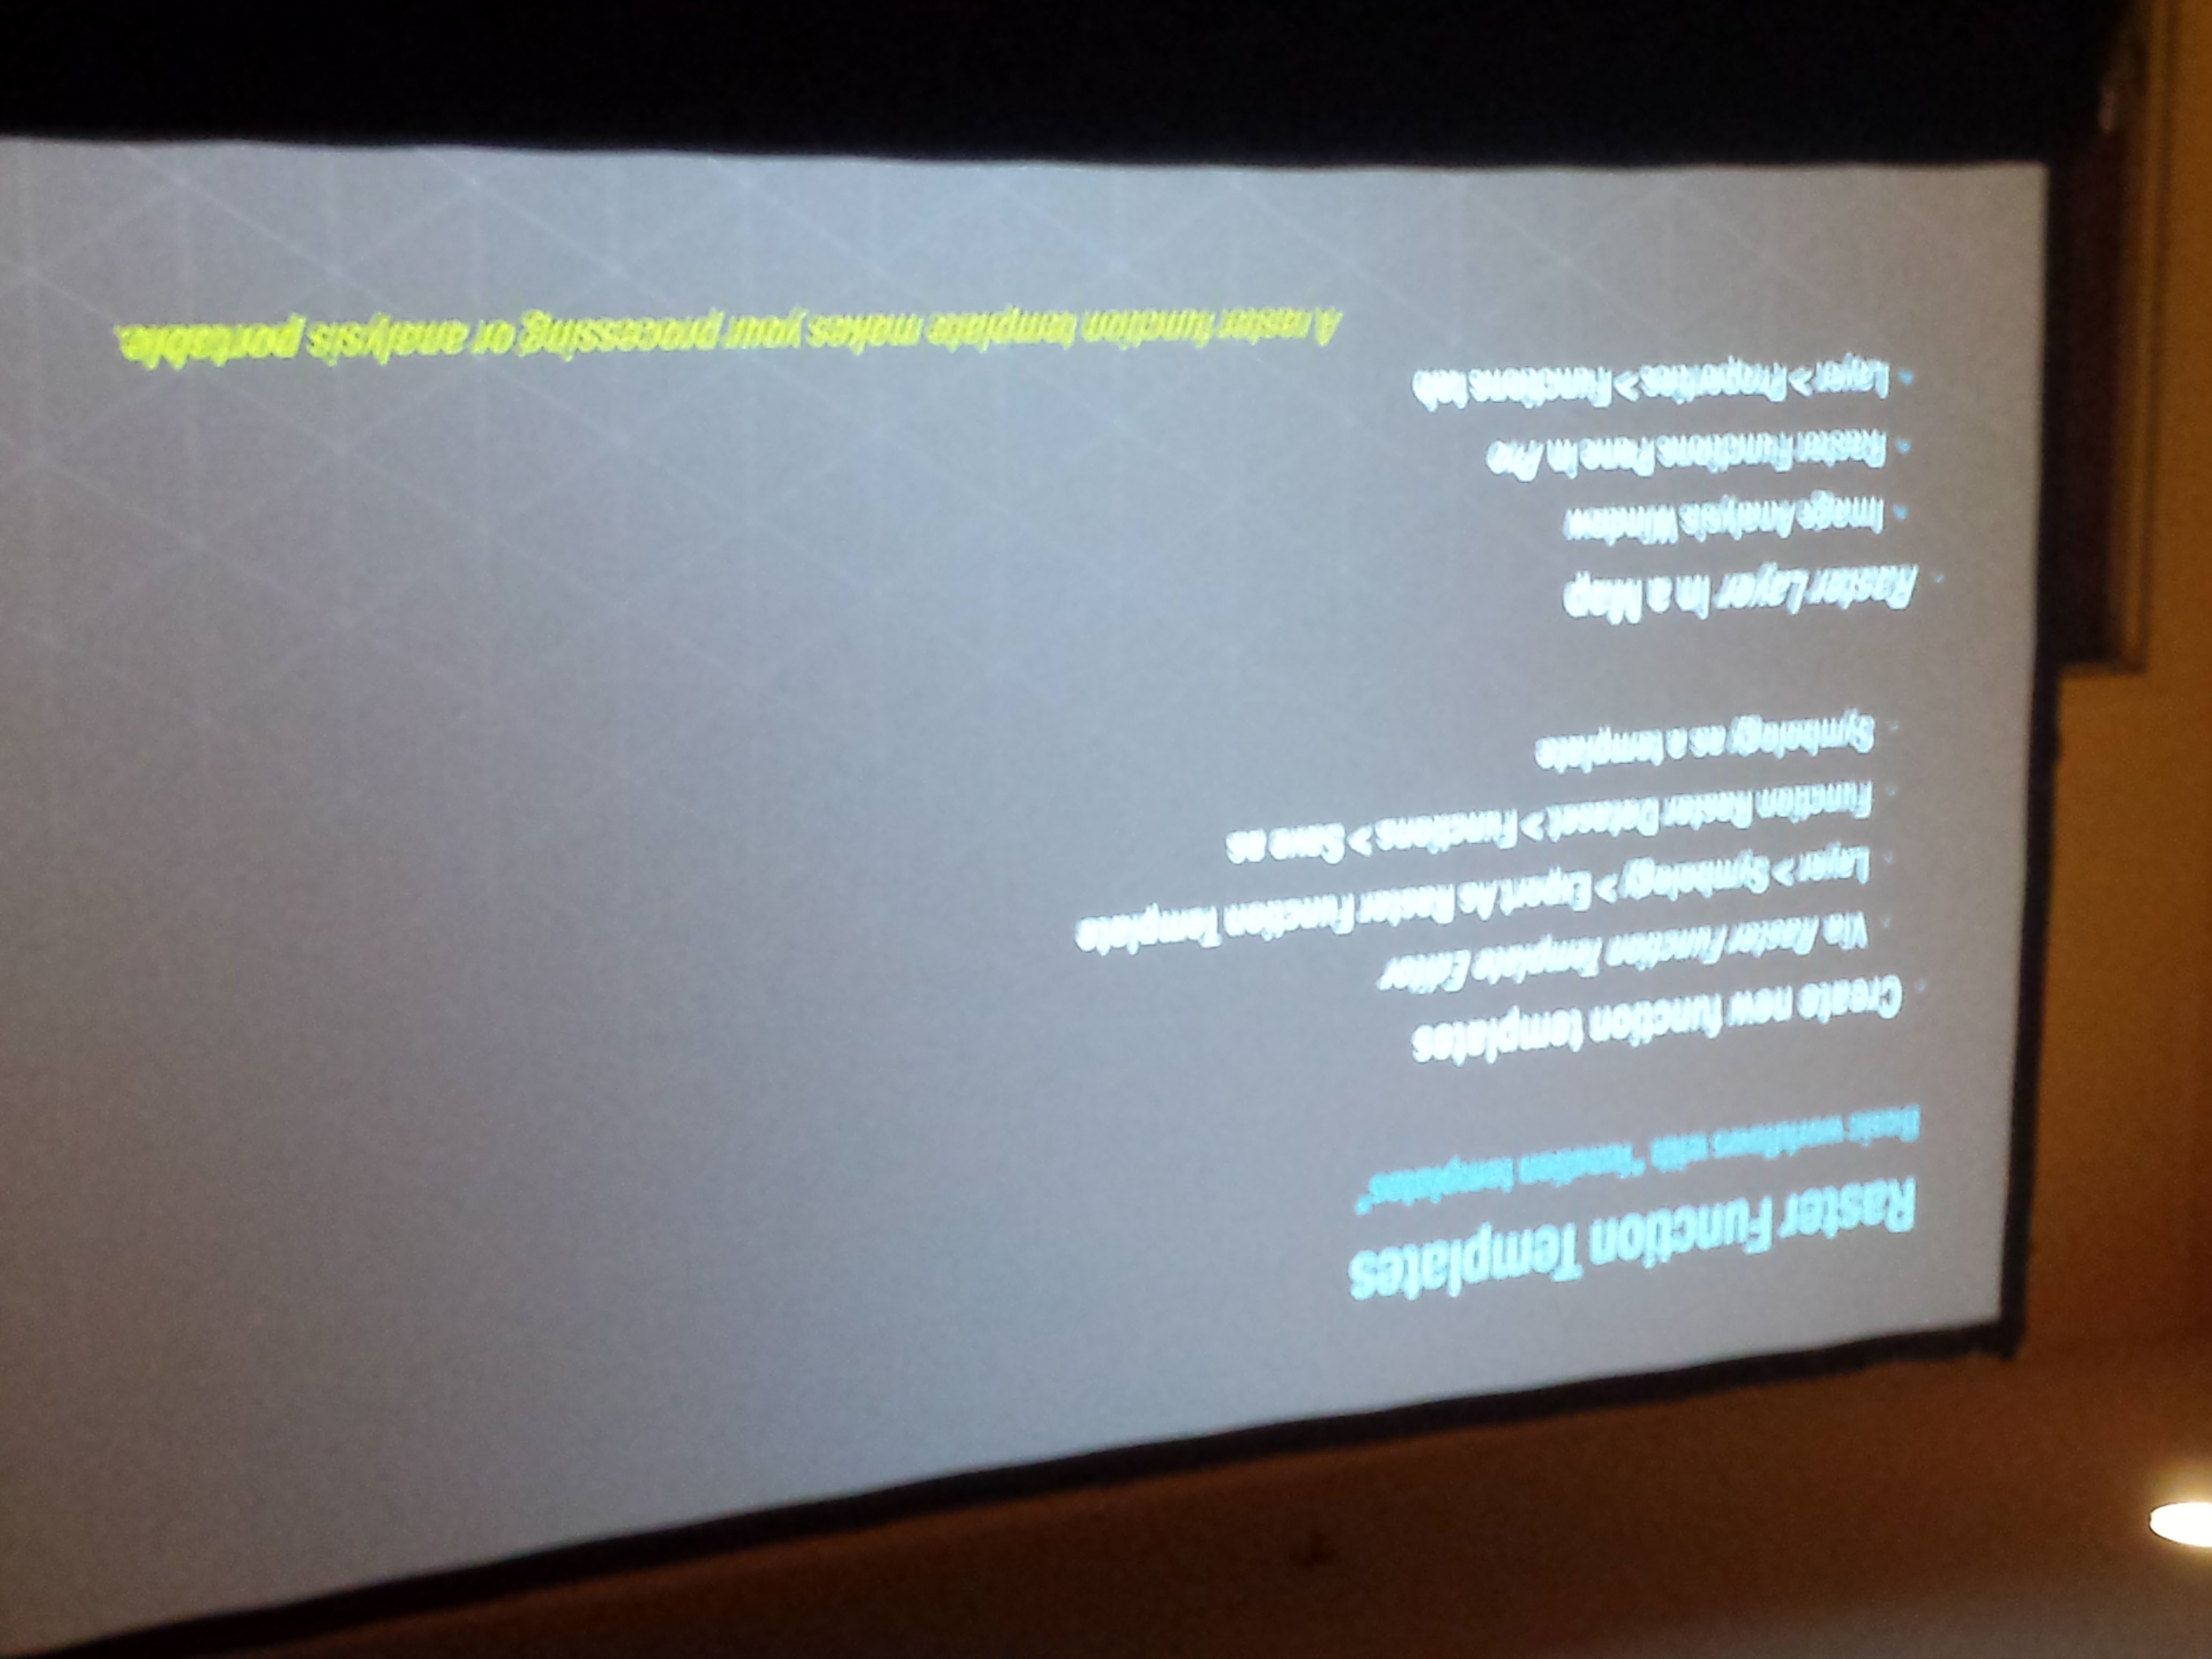 Raster Function Templates
Basic workflows with "function templates"
Create new function templates
Via Raster Function Template Editor
Layer > Symbology > Export As Raster Function Template
Function Raster Dataset > Functions > Save as
Symbology as a template
Raster Layer in a Map
Image Analysis Window
Raster Functions Pane in Pro
Layer > Properties > Functions tab
A raster function template makes your processing or analysis portable.